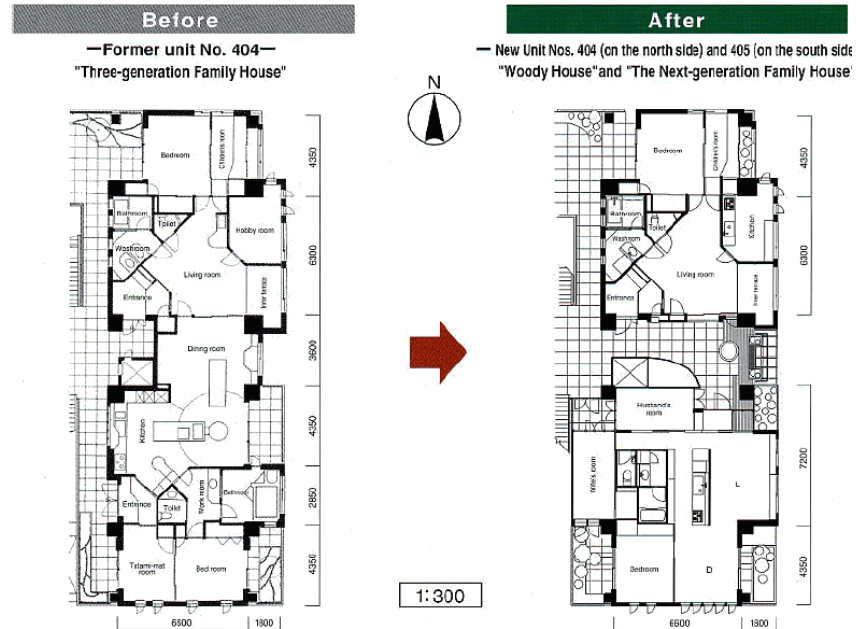 Before
After
—Former unit No. 404—
"Three-generation Family House"
— New Unit Nos. 404 (on the north side) and 405 (on the south side
"Woody House" and "The Next-generation Family House"
N
Bedroom
Children's room
Bathroom
Toilet
Hobby room
Washroom
Living room
Entrance
Inner terrace
Dining room
Kitchen
Work room
Bathroom
Entrance
Toilet
Tatami-mat
room
Bed room
4350
6300
3600
4350
2850
4350
6600
1800
1:300
Bedroom
Children's room
Bathroom
Toilet
Kitchen
Washroom
Living room
Entrance
Inner terrace
Husband's
room
Wife's room
L
Bedroom
D
4350
6300
7200
4350
6600
1800